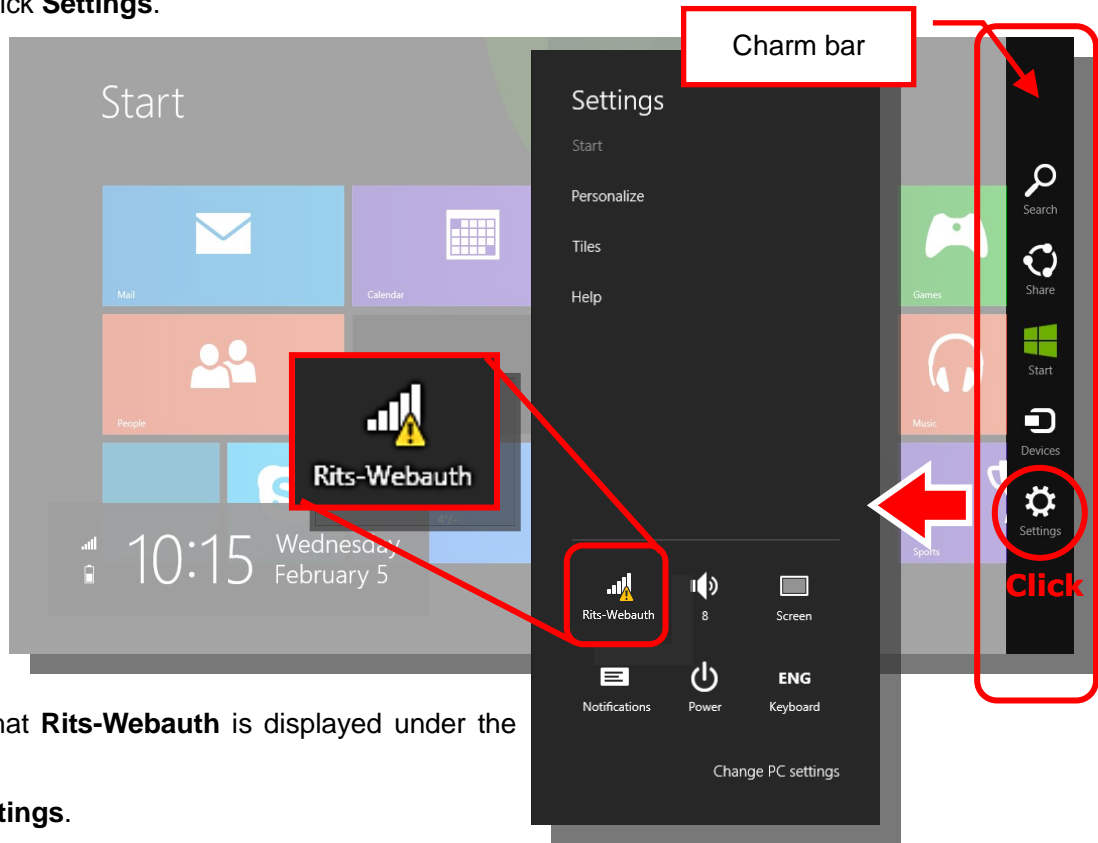 ick Settings.
Charm bar
Start
Settings
Start
Personalize
Tiles
Help
Mail
Calendar
Games
People
Music
Sports
Rits-Webauth
10:15
Wednesday
February 5
Search
Share
Start
Devices
Settings
Click
Rits-Webauth
8
Screen
Notifications
Power
ENG
Keyboard
Change PC settings
hat Rits-Webauth is displayed under the
tings.